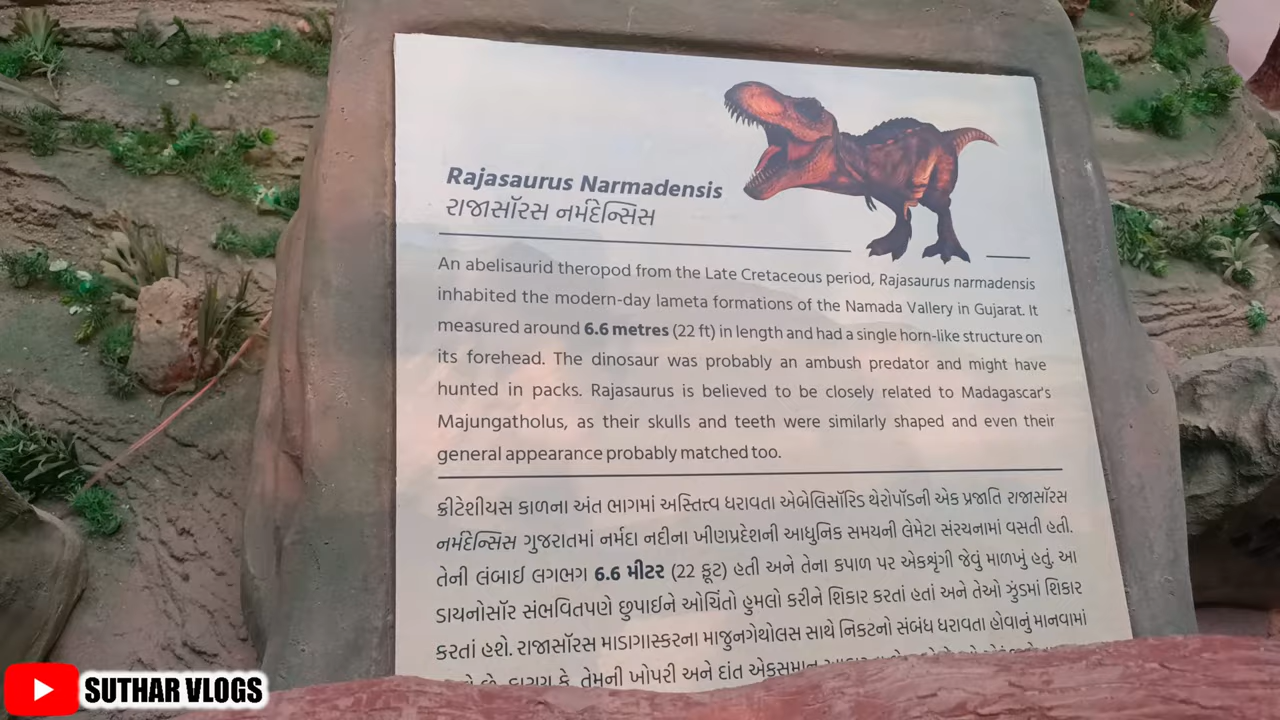 Rajasaurus Narmadensis
રાજાસૉરસ નર્મદેન્સિસ
An abelisaurid theropod from the Late Cretaceous period, Rajasaurus narmadensis
inhabited the modern-day lameta formations of the Namada Vallery in Gujarat. It
measured around 6.6 metres (22 ft) in length and had a single horn-like structure on
its forehead. The dinosaur was probably an ambush predator and might have
hunted in packs. Rajasaurus is believed to be closely related to Madagascar's
Majungatholus, as their skulls and teeth were similarly shaped and even their
general appearance probably matched too.
ક્રીટેશીયસ કાળના અંત ભાગમાં અસ્તિત્વ ધરાવતા એબેલિસૉરિડ થેરોપૉડની એક પ્રજાતિ રાજાસૉરસ
નર્મદેન્સિસ ગુજરાતમાં નર્મદા નદીના ખીણપ્રદેશની આધુનિક સમયની લેમેટા સંરચનામાં વસતી હતી.
તેની લંબાઈ લગભગ 6.6 મીટર (22 ફૂટ) હતી અને તેના કપાળ પર એકશૃંગી જેવું માળખું હતું. આ
ડાયનોસૉર સંભવિતપણે છુપાઈને ઓચિંતો હુમલો કરીને શિકાર કરતાં હતાં અને તેઓ ઝુંડમાં શિકાર
કરતાં હશે. રાજાસૉરસ માડાગાસ્કરના માજુનગેથોલસ સાથે નિકટનો સંબંધ ધરાવતા હોવાનું માનવામાં
કે, તેમની ખોપરી અને દાંત એકસમાન
SUTHAR VLOGS